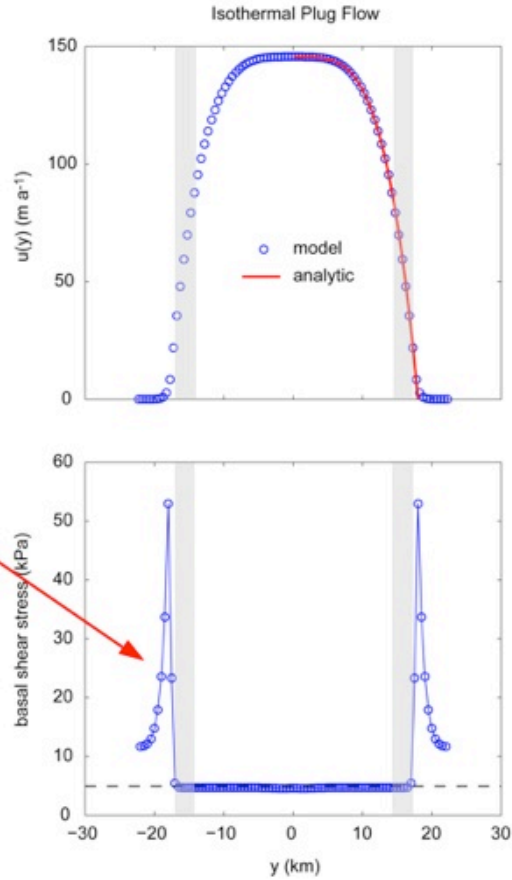 Isothermal Plug Flow
150
100
50
0
u(y) (m a⁻¹)
model
analytic
60
50
40
30
20
10
0
basal shear stress (kPa)
−30 −20 −10 0 10 20 30
y (km)